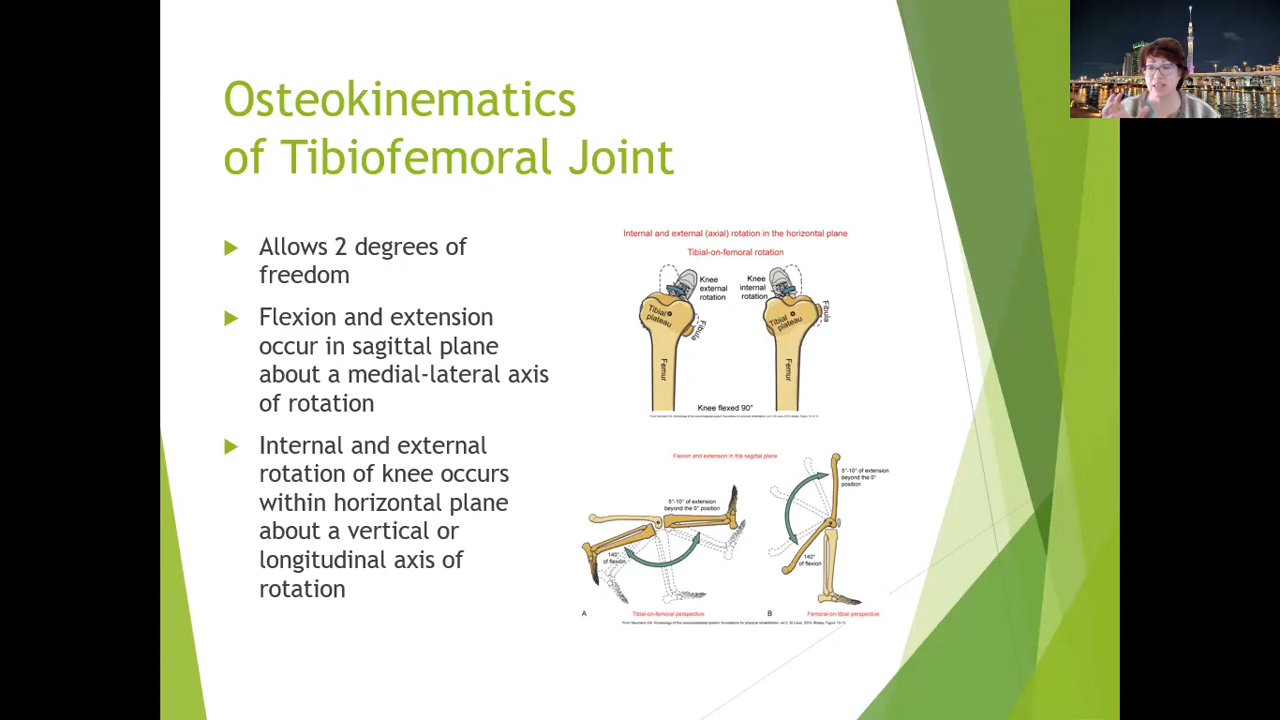 Osteokinematics
of Tibiofemoral Joint
Allows 2 degrees of
freedom
Flexion and extension
occur in sagittal plane
about a medial-lateral axis
of rotation
Internal and external
rotation of knee occurs
within horizontal plane
about a vertical or
longitudinal axis of
rotation
Internal and external (axial) rotation in the horizontal plane
Tibial-on-femoral rotation
Knee
external
rotation
Tibial
plateau
Fibula
Femur
Knee
internal
rotation
Tibial
plateau
Fibula
Femur
Knee flexed 90°
Flexion and extension in the sagittal plane
5°-10° of extension
beyond the 0° position
140°
of flexion
A
Tibial-on-femoral perspective
5°-10° of extension
beyond the 0°
position
140°
of flexion
B
Femoral-on-tibial perspective